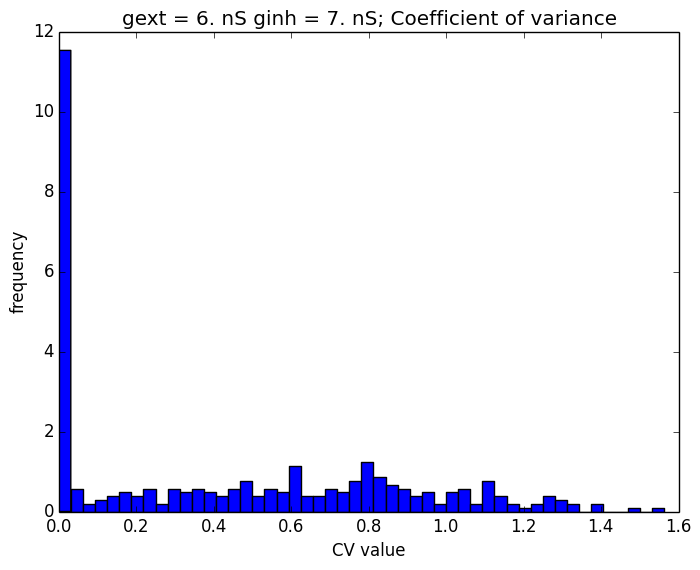 gext = 6. nS ginh = 7. nS; Coefficient of variance
12
10
8
6
4
2
0
frequency
0.0 0.2 0.4 0.6 0.8 1.0 1.2 1.4 1.6
CV value